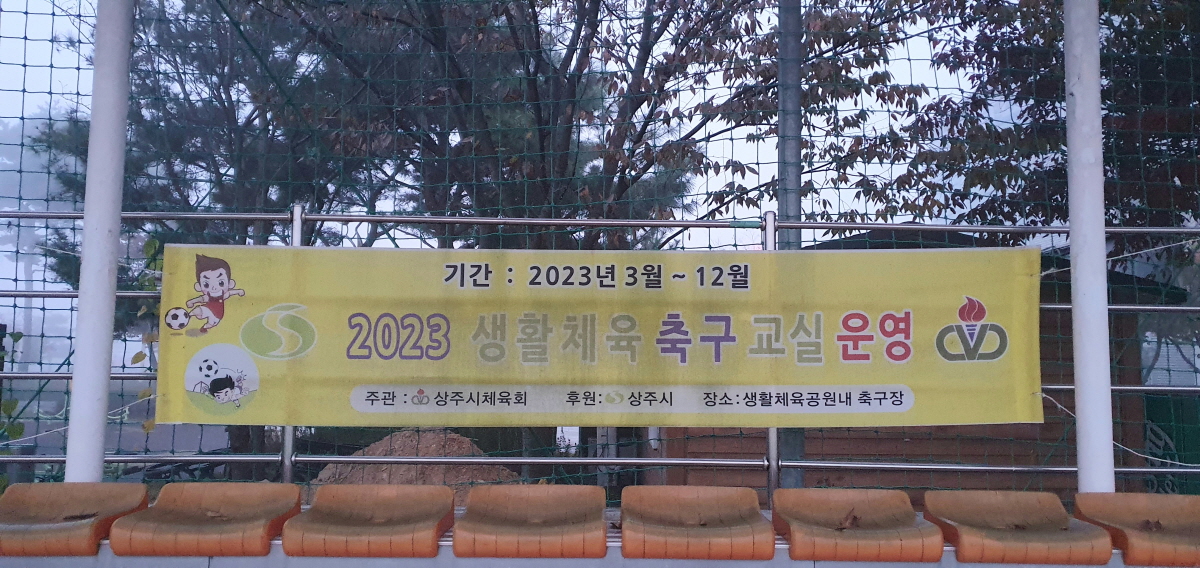 기간 : 2023년 3월 ~ 12월
2023 생활체육 축구 교실 운영
주관 : 상주시체육회 후원: 상주시 장소:생활체육공원내 축구장